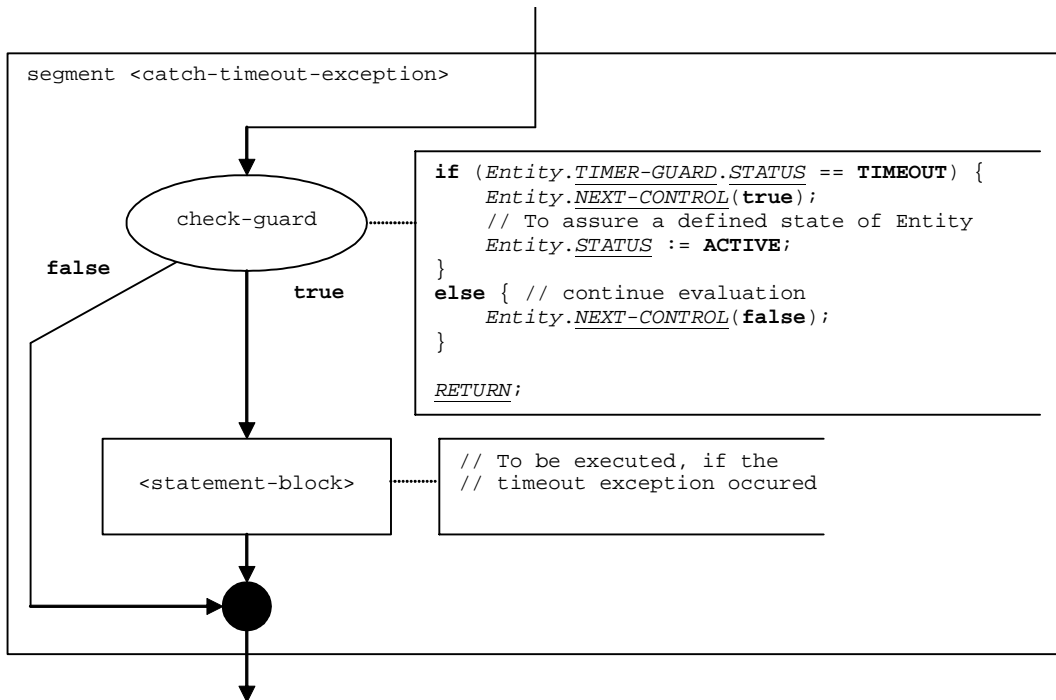 segment <catch-timeout-exception>
if (Entity.TIMER-GUARD.STATUS == TIMEOUT) {
Entity.NEXT-CONTROL(true);
// To assure a defined state of Entity
Entity.STATUS := ACTIVE;
}
else { // continue evaluation
Entity.NEXT-CONTROL(false);
}
RETURN;
check-guard
false
true
<statement-block>
// To be executed, if the
// timeout exception occured